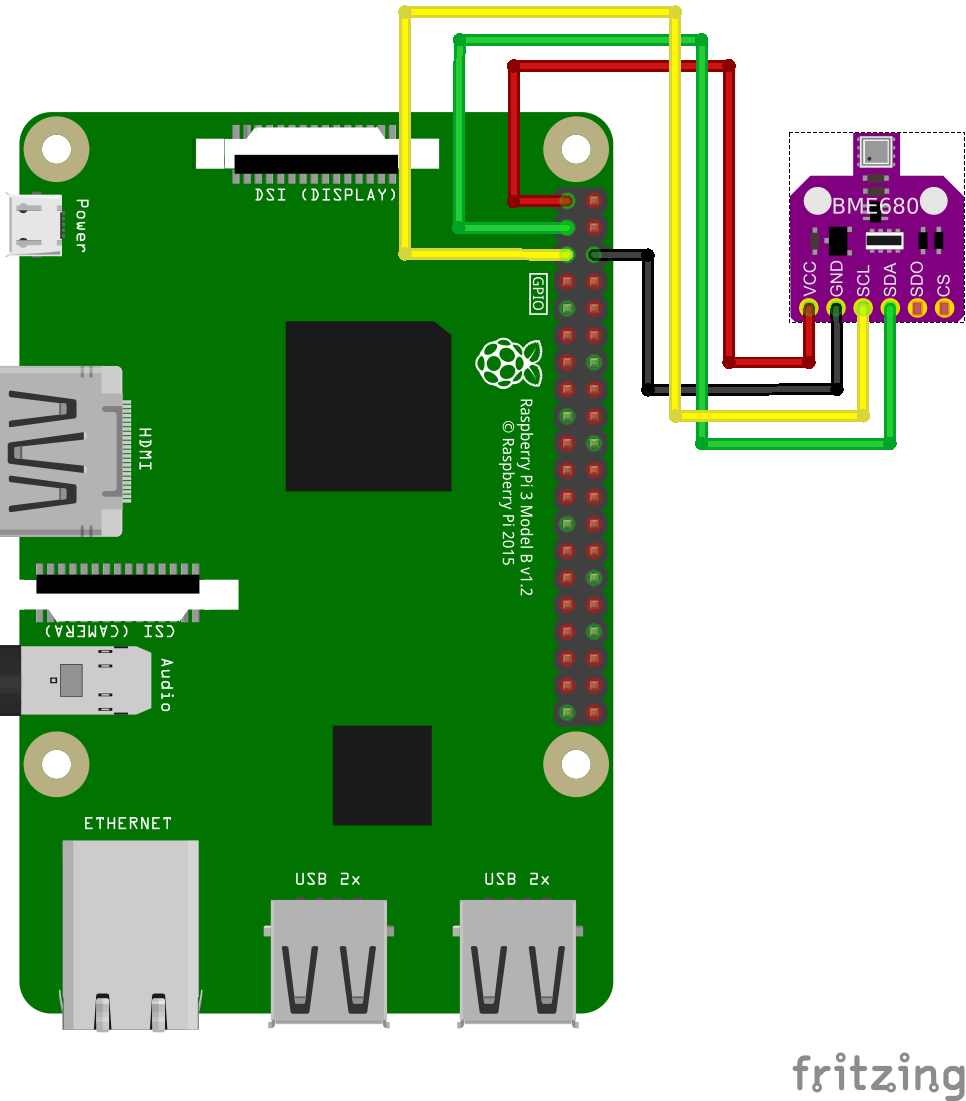 DSI (DISPLAY)
Power
BME680
VCC
GND
SCL
SDA
SDO
CS
GPIO
HDMI
Raspberry Pi 3 Model B v1.2
© Raspberry Pi 2015
CSI (CAMERA)
Audio
ETHERNET
USB 2x
USB 2x
fritzing